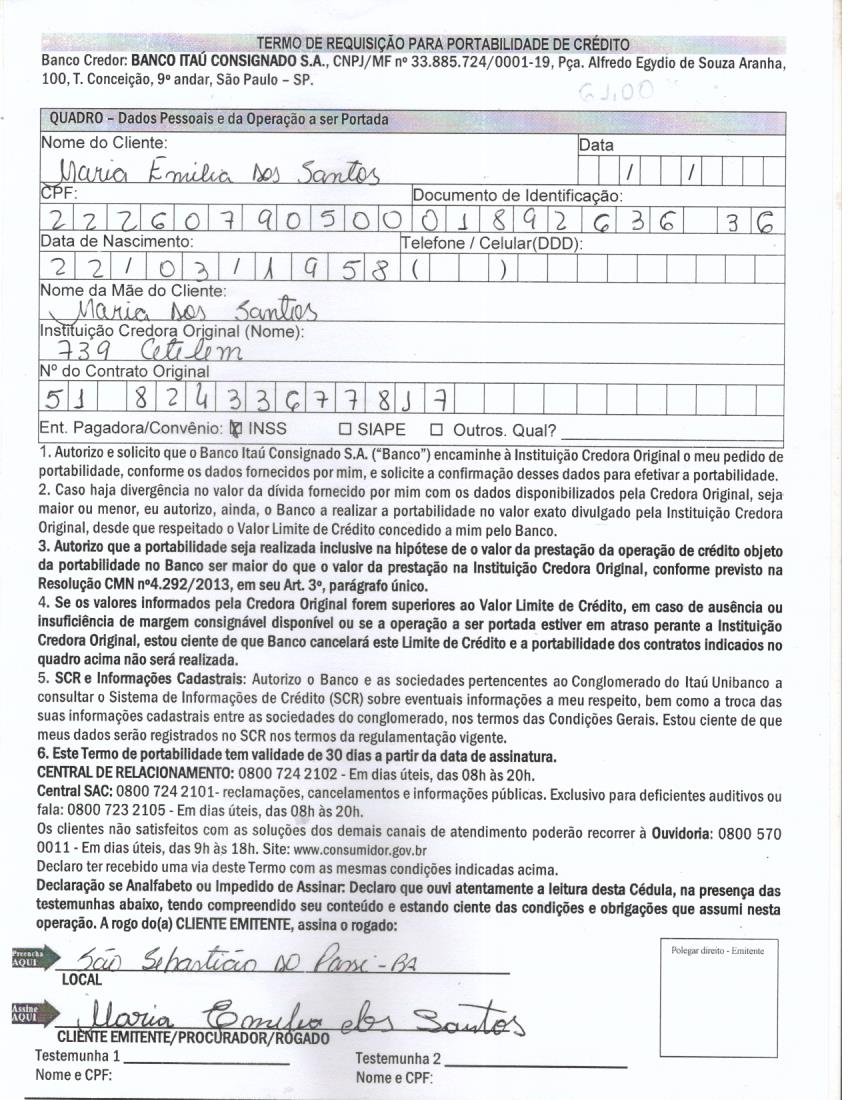 TERMO DE REQUISIÇÃO PARA PORTABILIDADE DE CRÉDITO
Banco Credor: BANCO ITAÚ CONSIGNADO S.A., CNPJ/MF nº 33.885.724/0001-19, Pça. Alfredo Egydio de Souza Aranha,
100, T. Conceição, 9º andar, São Paulo – SP.
61,00
QUADRO – Dados Pessoais e da Operação a ser Portada
Nome do Cliente: Data
Maria Emilia dos Santos / /
CPF: Documento de Identificação:
22260790500 01892636 36
Data de Nascimento: Telefone / Celular(DDD):
22/03/1958 ( )
Nome da Mãe do Cliente:
Maria dos Santos
Instituição Credora Original (Nome):
739 Cetelem
Nº do Contrato Original
51 82433677817
Ent. Pagadora/Convênio: ☒ INSS ☐ SIAPE ☐ Outros. Qual?
1. Autorizo e solicito que o Banco Itaú Consignado S.A. (“Banco”) encaminhe à Instituição Credora Original o meu pedido de
portabilidade, conforme os dados fornecidos por mim, e solicite a confirmação desses dados para efetivar a portabilidade.
2. Caso haja divergência no valor da dívida fornecido por mim com os dados disponibilizados pela Credora Original, seja
maior ou menor, eu autorizo, ainda, o Banco a realizar a portabilidade no valor exato divulgado pela Instituição Credora
Original, desde que respeitado o Valor Limite de Crédito concedido a mim pelo Banco.
3. Autorizo que a portabilidade seja realizada inclusive na hipótese de o valor da prestação da operação de crédito objeto
da portabilidade no Banco ser maior do que o valor da prestação na Instituição Credora Original, conforme previsto na
Resolução CMN nº4.292/2013, em seu Art. 3º, parágrafo único.
4. Se os valores informados pela Credora Original forem superiores ao Valor Limite de Crédito, em caso de ausência ou
insuficiência de margem consignável disponível ou se a operação a ser portada estiver em atraso perante a Instituição
Credora Original, estou ciente de que Banco cancelará este Limite de Crédito e a portabilidade dos contratos indicados no
quadro acima não será realizada.
5. SCR e Informações Cadastrais: Autorizo o Banco e as sociedades pertencentes ao Conglomerado do Itaú Unibanco a
consultar o Sistema de Informações de Crédito (SCR) sobre eventuais informações a meu respeito, bem como a troca das
suas informações cadastrais entre as sociedades do conglomerado, nos termos das Condições Gerais. Estou ciente de que
meus dados serão registrados no SCR nos termos da regulamentação vigente.
6. Este Termo de portabilidade tem validade de 30 dias a partir da data de assinatura.
CENTRAL DE RELACIONAMENTO: 0800 724 2102 - Em dias úteis, das 08h às 20h.
Central SAC: 0800 724 2101- reclamações, cancelamentos e informações públicas. Exclusivo para deficientes auditivos ou
fala: 0800 723 2105 - Em dias úteis, das 08h às 20h.
Os clientes não satisfeitos com as soluções dos demais canais de atendimento poderão recorrer à Ouvidoria: 0800 570
0011 - Em dias úteis, das 9h às 18h. Site: www.consumidor.gov.br
Declaro ter recebido uma via deste Termo com as mesmas condições indicadas acima.
Declaração se Analfabeto ou Impedido de Assinar: Declaro que ouvi atentamente a leitura desta Cédula, na presença das
testemunhas abaixo, tendo compreendido seu conteúdo e estando ciente das condições e obrigações que assumi nesta
operação. A rogo do(a) CLIENTE EMITENTE, assina o rogado:
Polegar direito - Emitente
Preencha AQUI São Sebastião do Passé - BA
LOCAL
Assine AQUI Maria Emilia dos Santos
CLIENTE EMITENTE/PROCURADOR/ROGADO
Testemunha 1 Testemunha 2
Nome e CPF: Nome e CPF: